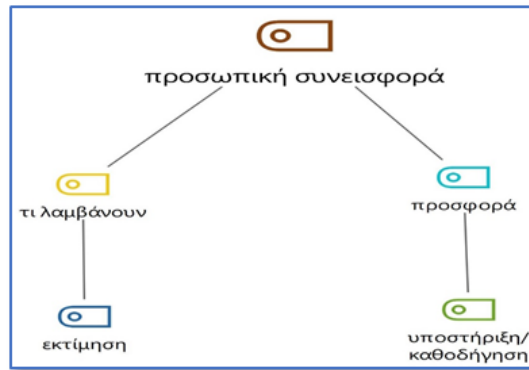 προσωπική συνεισφορά
τι λαμβάνουν
προσφορά
εκτίμηση
υποστήριξη/
καθοδήγηση